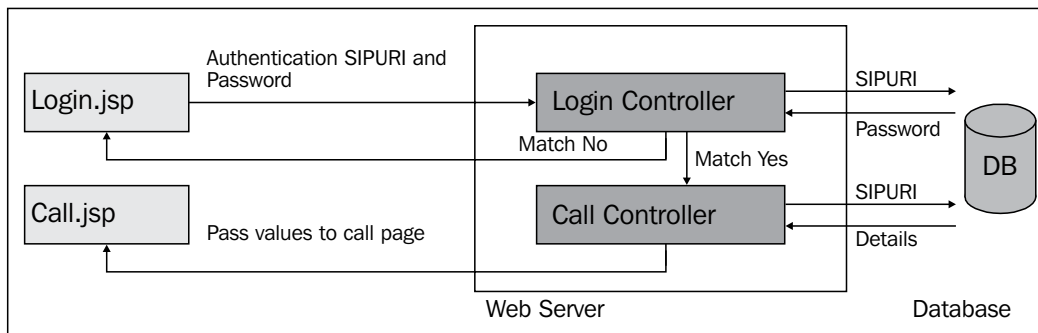 Authentication SIPURI and
Password
Login.jsp
Login Controller
SIPURI
Password
Match No
Match Yes
DB
Call.jsp
Call Controller
SIPURI
Pass values to call page
Details
Web Server
Database